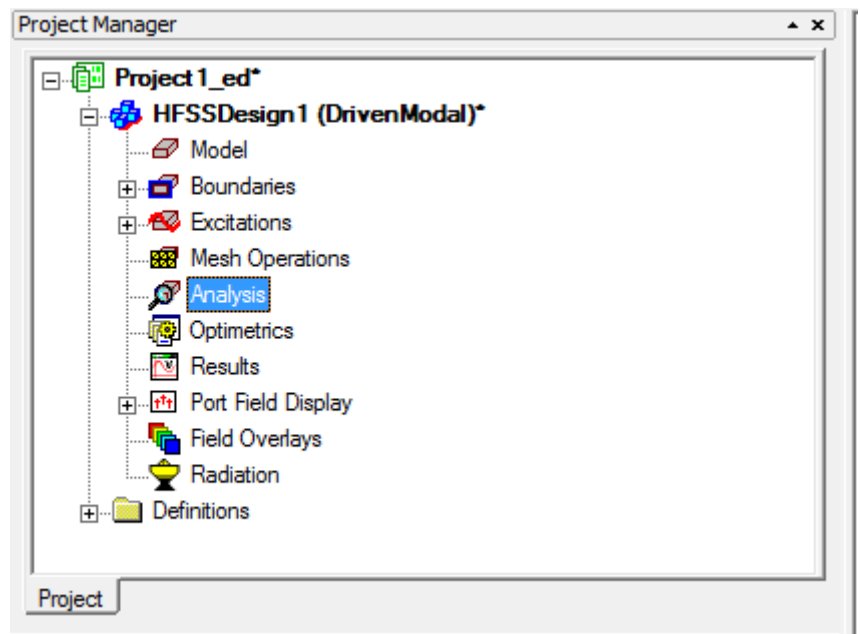 Project Manager
Project1_ed*
HFSSDesign1 (DrivenModal)*
Model
Boundaries
Excitations
Mesh Operations
Analysis
Optimetrics
Results
Port Field Display
Field Overlays
Radiation
Definitions
Project